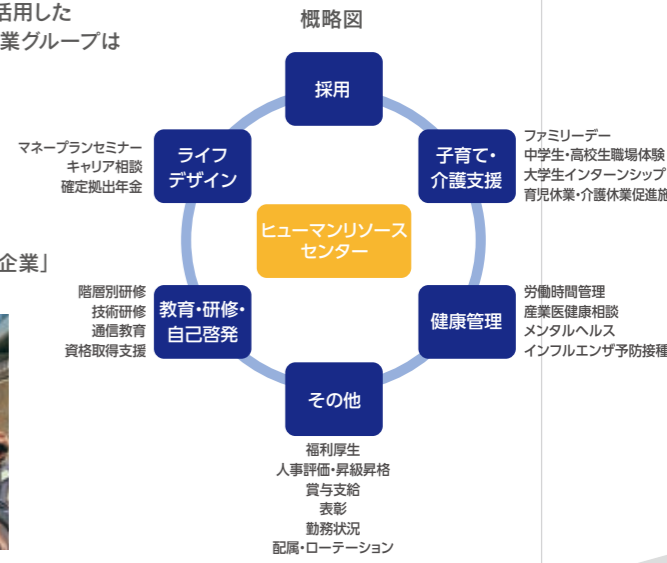 活用した
業グループは
企業」
概略図
採用
マネープランセミナー
キャリア相談
確定拠出年金
ライフ
デザイン
子育て・
介護支援
ファミリーデー
中学生・高校生職場体験
大学生インターンシップ
育児休業・介護休業促進施
ヒューマンリソース
センター
階層別研修
技術研修
通信教育
資格取得支援
教育・研修・
自己啓発
健康管理
労働時間管理
産業医健康相談
メンタルヘルス
インフルエンザ予防接種
その他
福利厚生
人事評価・昇級昇格
賞与支給
表彰
勤務状況
配属・ローテーション